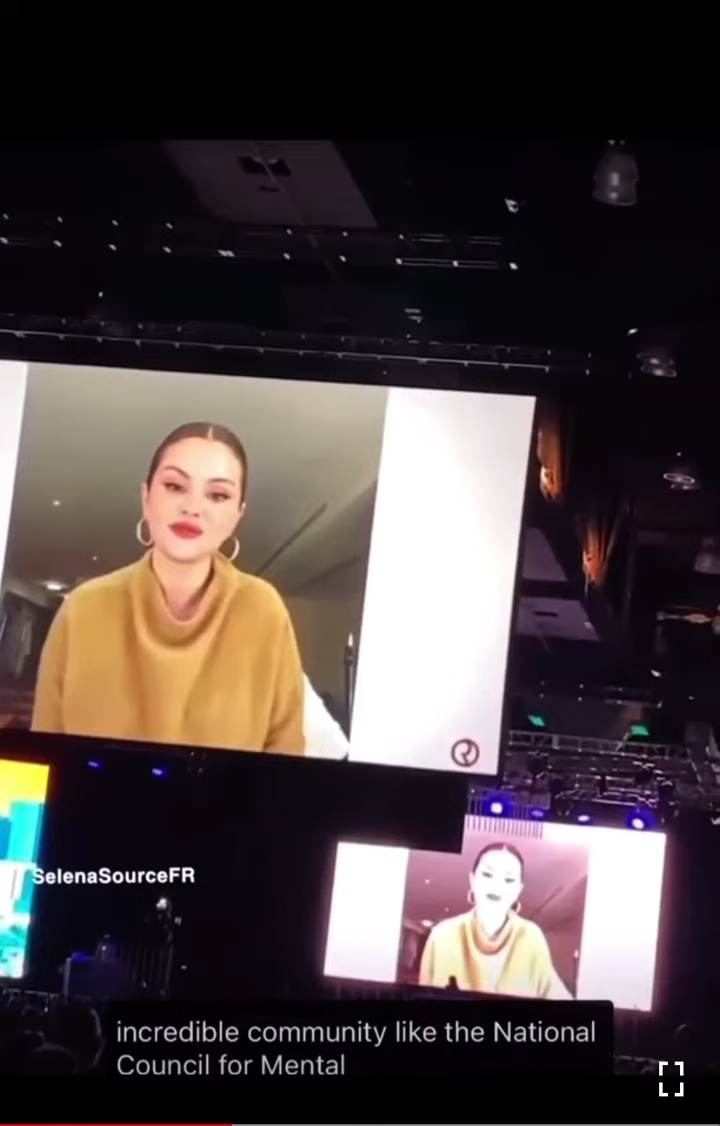 SelenaSourceFR
incredible community like the National
Council for Mental